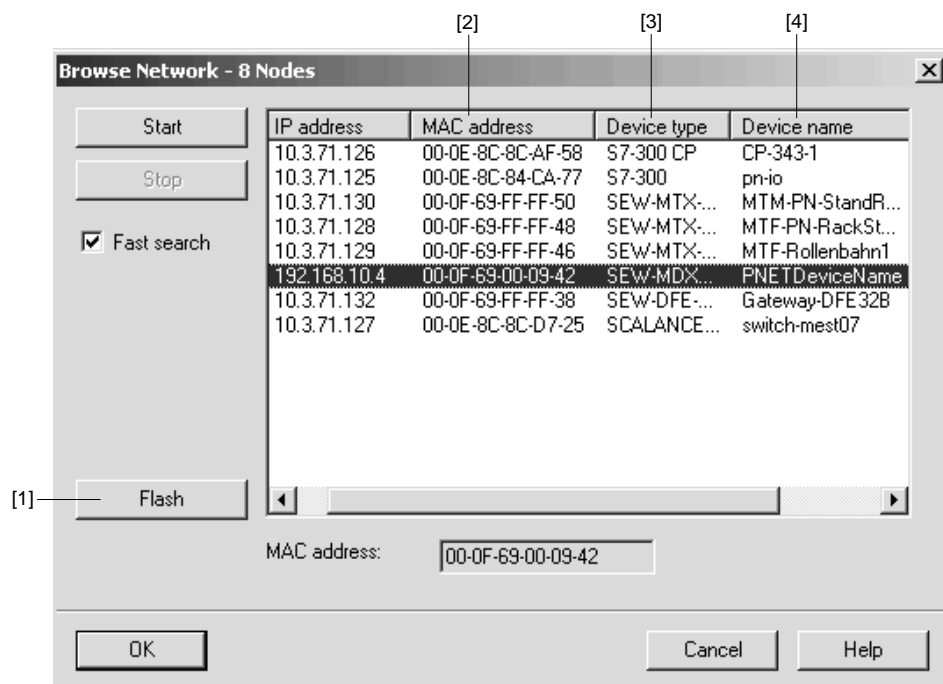 [2] [3] [4]
Browse Network - 8 Nodes
Start
Stop
Fast search
IP address MAC address Device type Device name
10.3.71.126 00-0E-8C-8C-AF-58 S7-300 CP CP-343-1
10.3.71.125 00-0E-8C-84-CA-77 S7-300 pn-io
10.3.71.130 00-0F-69-FF-FF-50 SEW-MTX-... MTM-PN-StandR...
10.3.71.128 00-0F-69-FF-FF-48 SEW-MTX-... MTF-PN-RackSt...
10.3.71.129 00-0F-69-FF-FF-46 SEW-MTX-... MTF-Rollenbahn1
192.168.10.4 00-0F-69-00-09-42 SEW-MDX... PNETDeviceName
10.3.71.132 00-0F-69-FF-FF-38 SEW-DFE-... Gateway-DFE32B
10.3.71.127 00-0E-8C-8C-D7-25 SCALANCE... switch-mest07
[1] Flash
MAC address: 00-0F-69-00-09-42
OK Cancel Help